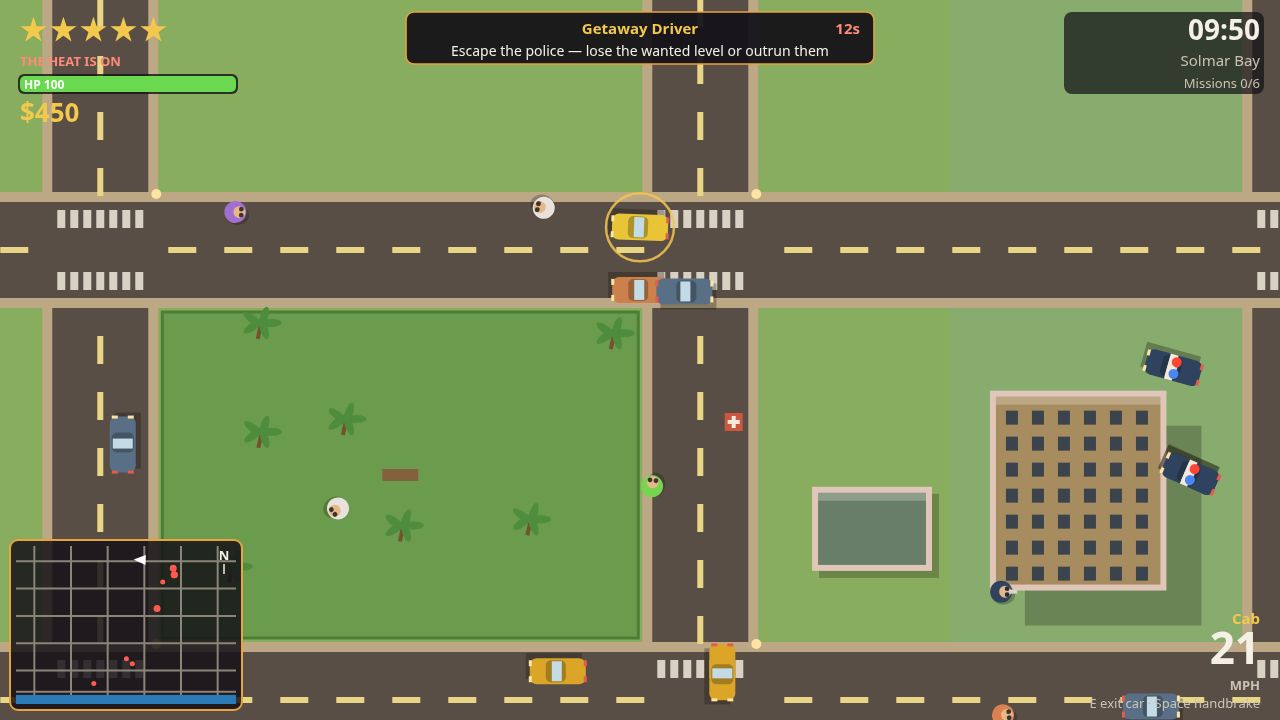 THE HEAT IS ON
HP 100
$450
Getaway Driver
12s
Escape the police — lose the wanted level or outrun them
09:50
Solmar Bay
Missions 0/6
N
Cab
21
MPH
E exit car · Space handbrake